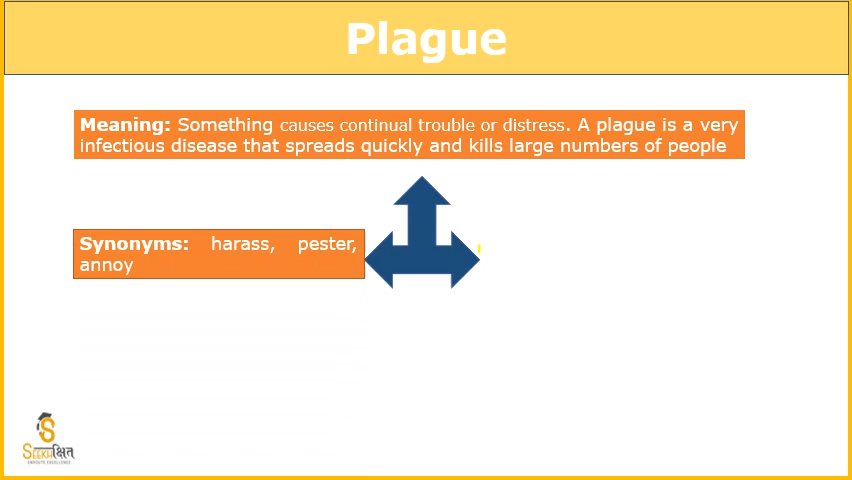 Plague
Meaning: Something causes continual trouble or distress. A plague is a very
infectious disease that spreads quickly and kills large numbers of people
Synonyms: harass, pester,
annoy
SEEKHक्षित